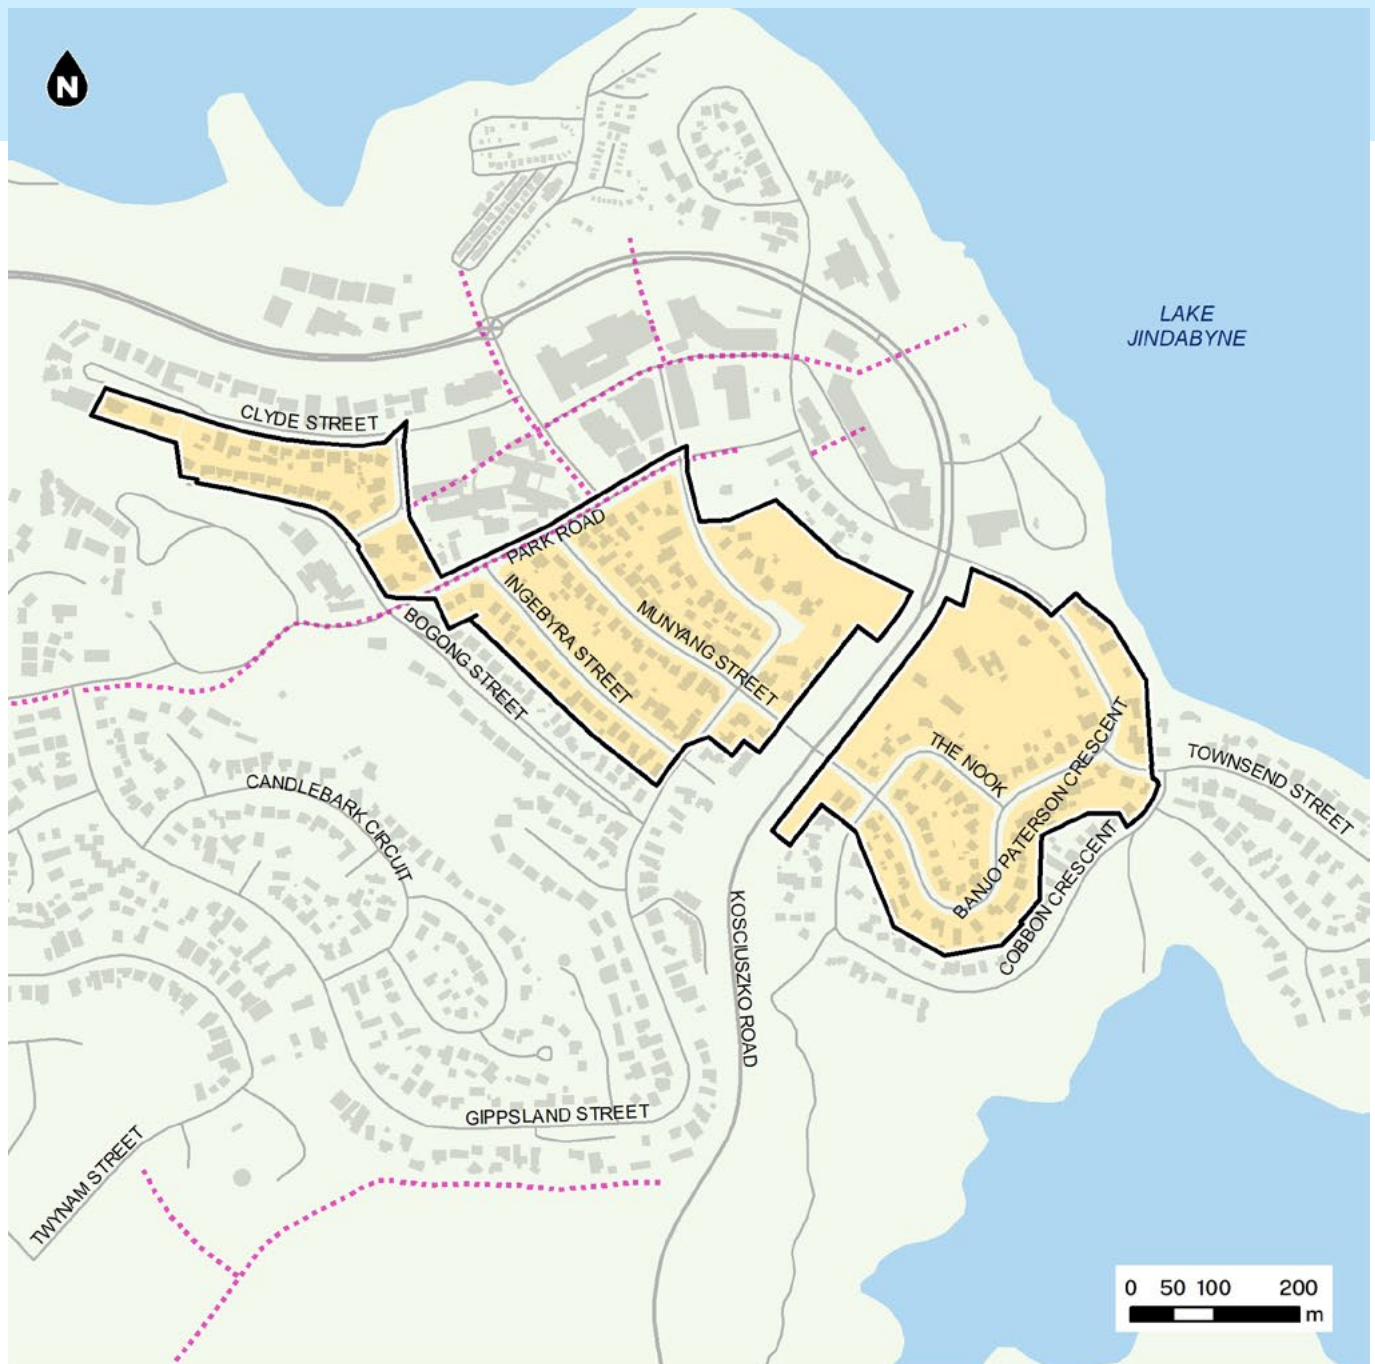 N
LAKE
JINDABYNE
CLYDE STREET
PARK ROAD
INGEBYRA STREET
MUNYANG STREET
BOGONG STREET
THE NOOK
BANJO PATERSON CRESCENT
TOWNSEND STREET
CANDLEBARK CIRCUIT
COBBON CRESCENT
KOSCIUSZKO ROAD
GIPPSLAND STREET
TWYNAM STREET
0 50 100 200
m